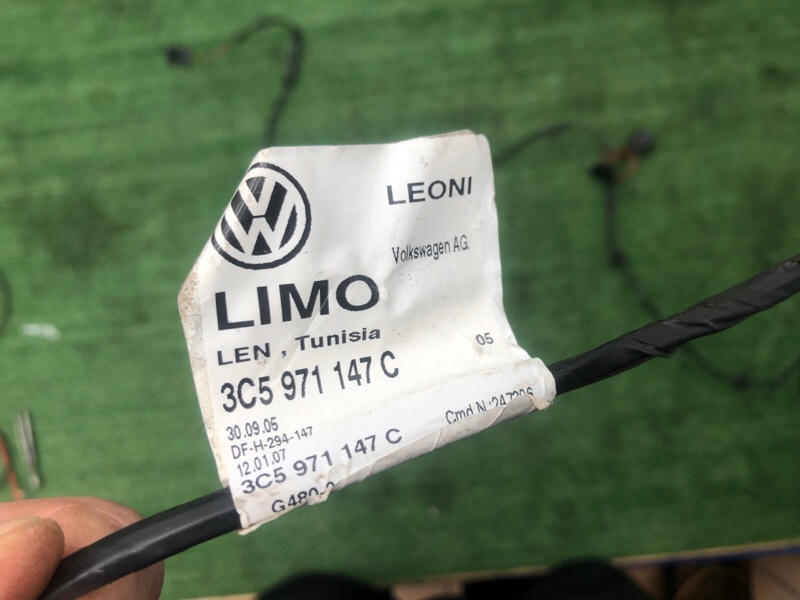 LEONI
Volkswagen AG.
LIMO
LEN , Tunisia
05
3C5 971 147 C
30.09.05
DF-H-294-147
12.01.07
3C5 971 147 C